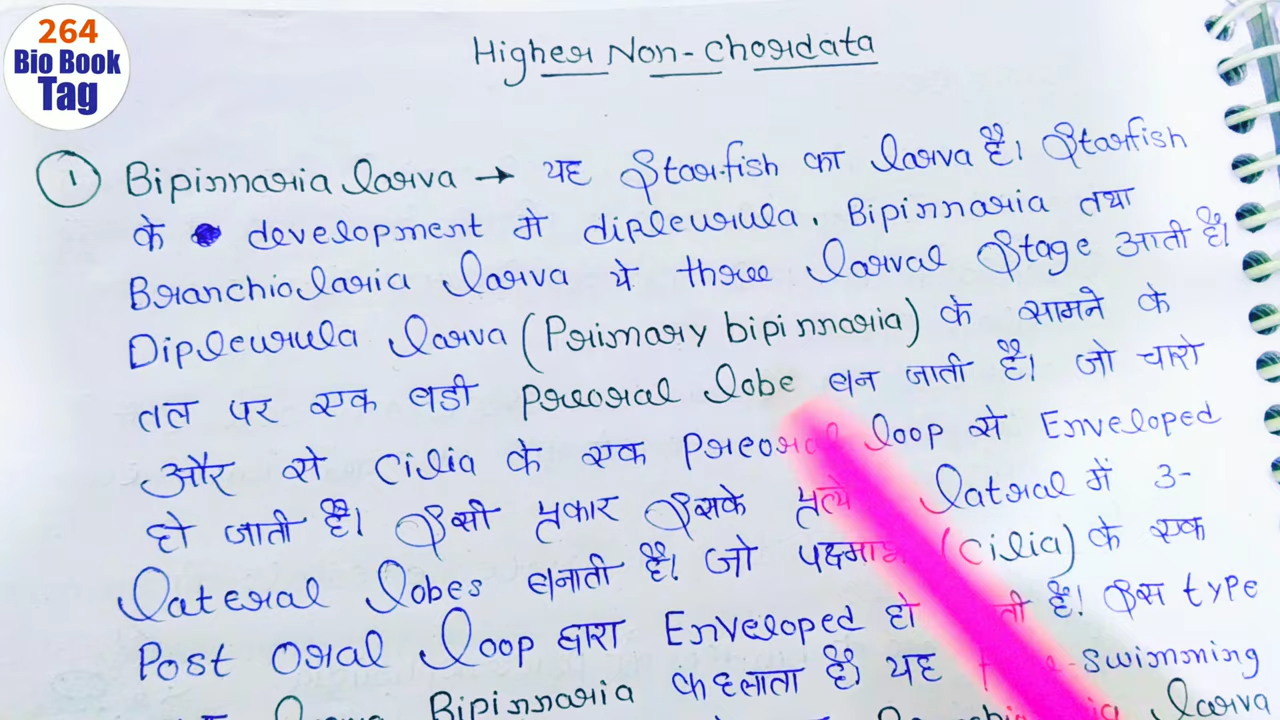 264
Bio Book
Tag
Higher Non-Chordata
1 Bipinnaria larva → यह Starfish का larva है। Starfish
के development मे dipleurula, Bipinnaria तथा
Branchiolaria larva ये three larval Stage आती है।
Dipleurula larva (Primary bipinnaria) के सामने के
तल पर एक बडी Preoral lobe बन जाती है। जो चारो
और से Cilia के एक Preoral loop से Enveloped
हो जाती है। इसी प्रकार इसके latral में 3-
lateral lobes बनाती है। जो (Cilia) के एक
Post Oral loop द्वारा Enveloped हो है। इस type
Bipinnaria कहलाता है। यह swimming
larva